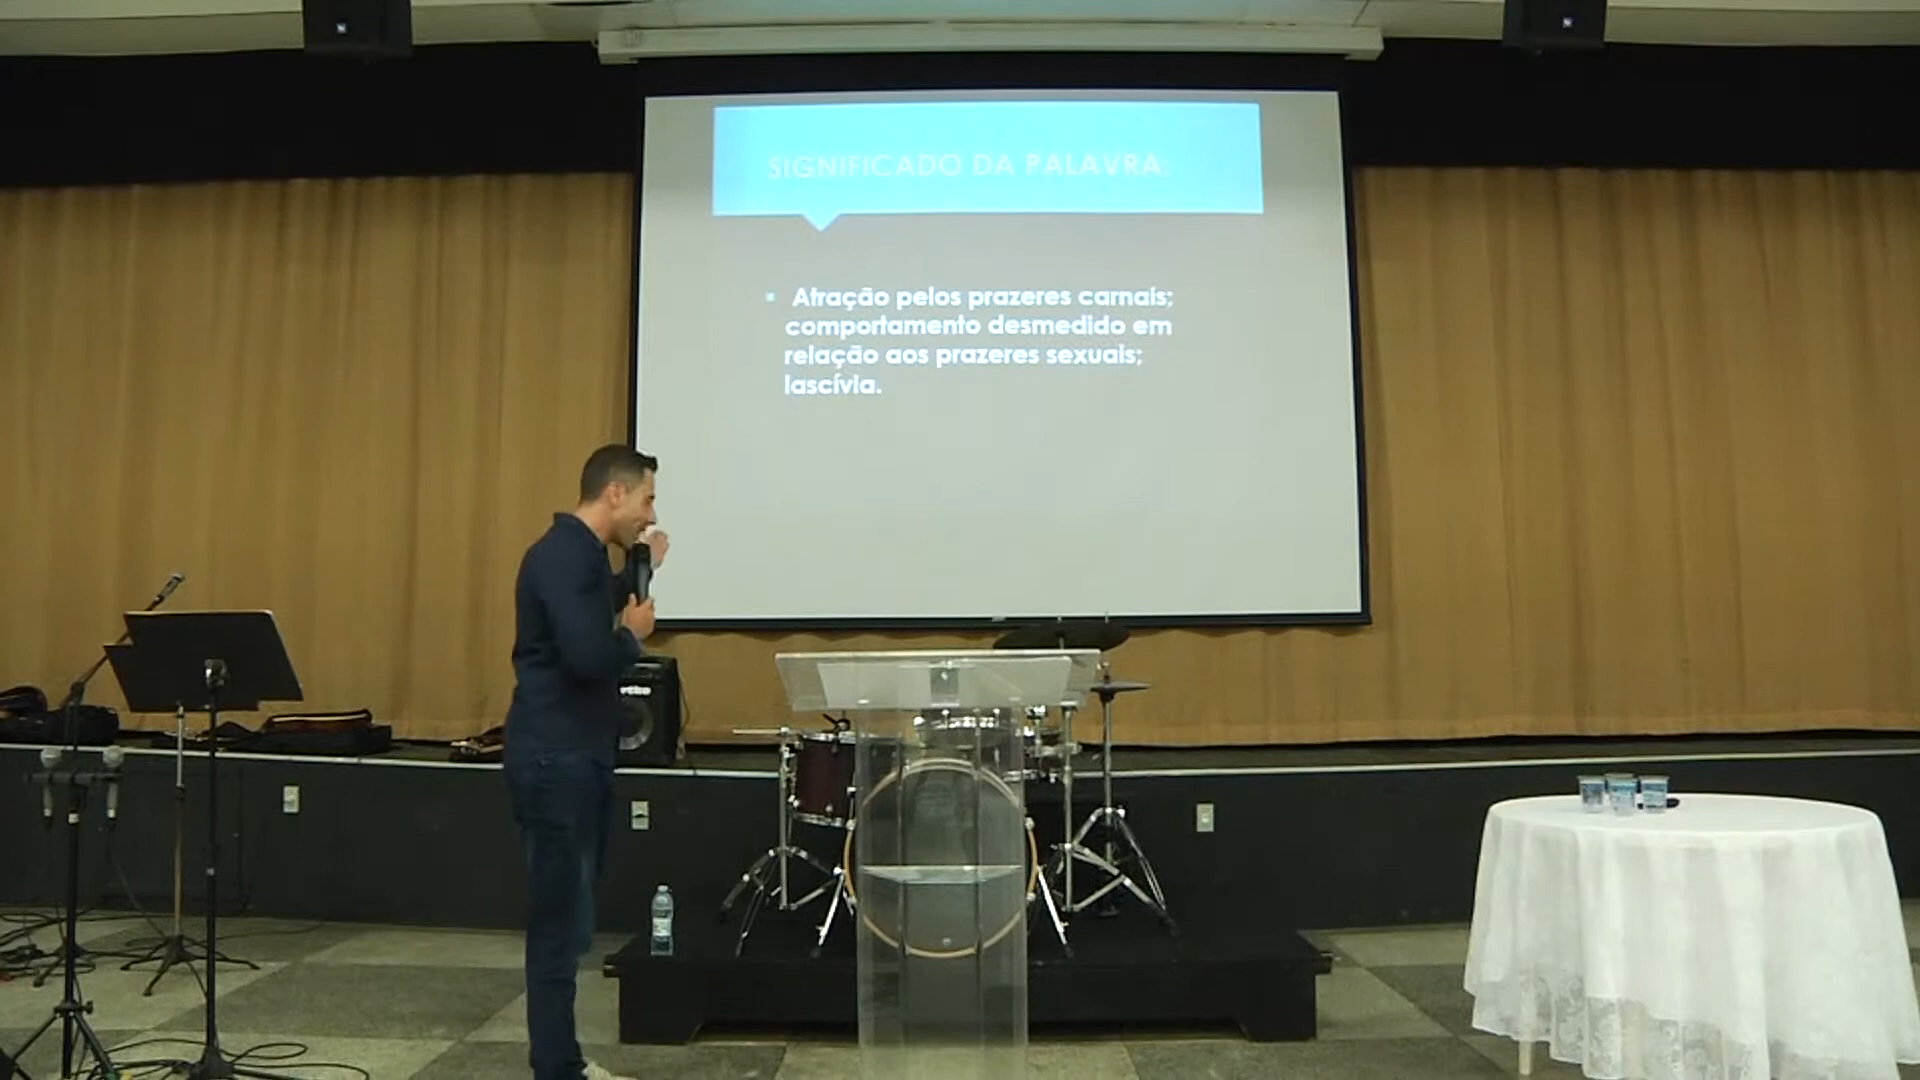 SIGNIFICADO DA PALAVRA:
Atração pelos prazeres carnais;
comportamento desmedido em
relação aos prazeres sexuais;
lascívia.